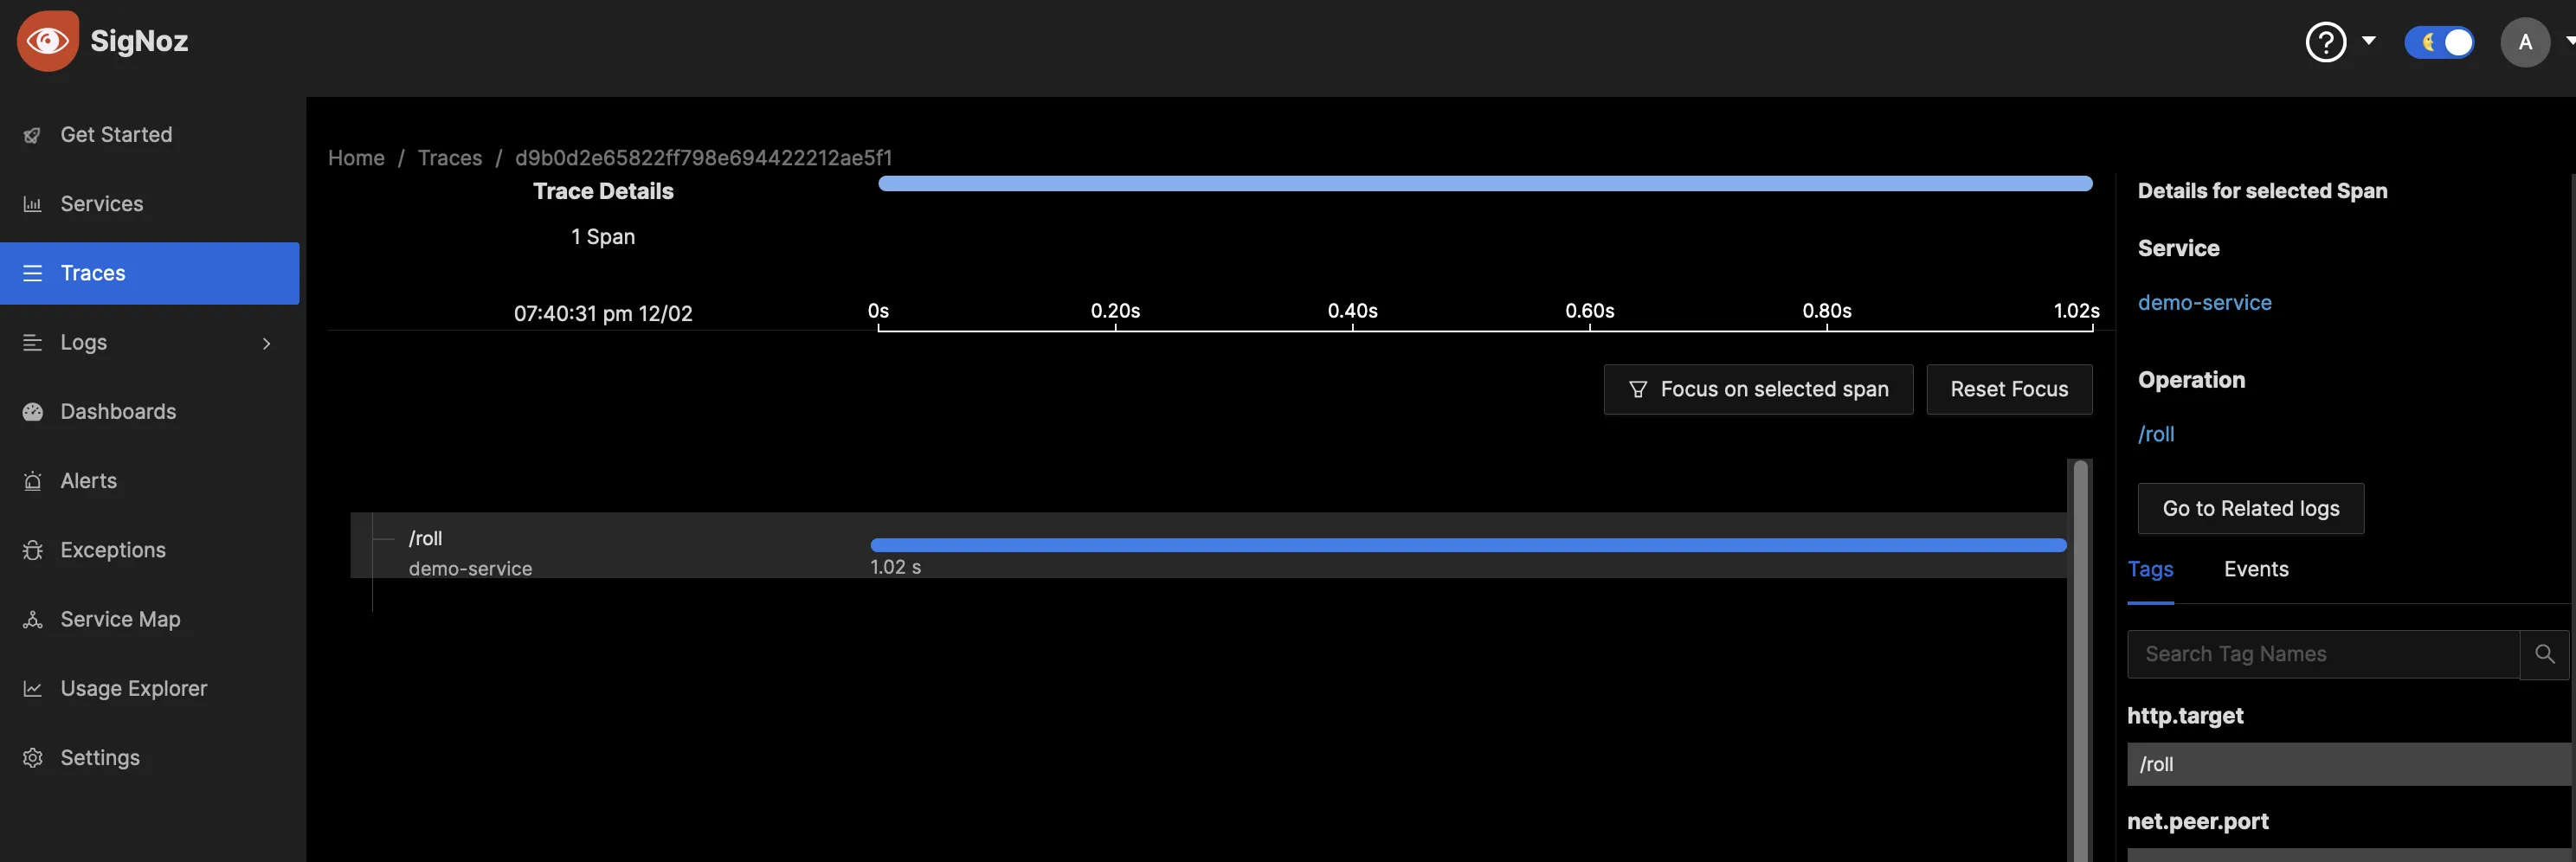 SigNoz
A
Get Started
Services
Traces
Logs
Dashboards
Alerts
Exceptions
Service Map
Usage Explorer
Settings
Home / Traces / d9b0d2e65822ff798e694422212ae5f1
Trace Details
1 Span
07:40:31 pm 12/02
0s 0.20s 0.40s 0.60s 0.80s 1.02s
Focus on selected span Reset Focus
/roll
demo-service
1.02 s
Details for selected Span
Service
demo-service
Operation
/roll
Go to Related logs
Tags Events
Search Tag Names
http.target
/roll
net.peer.port